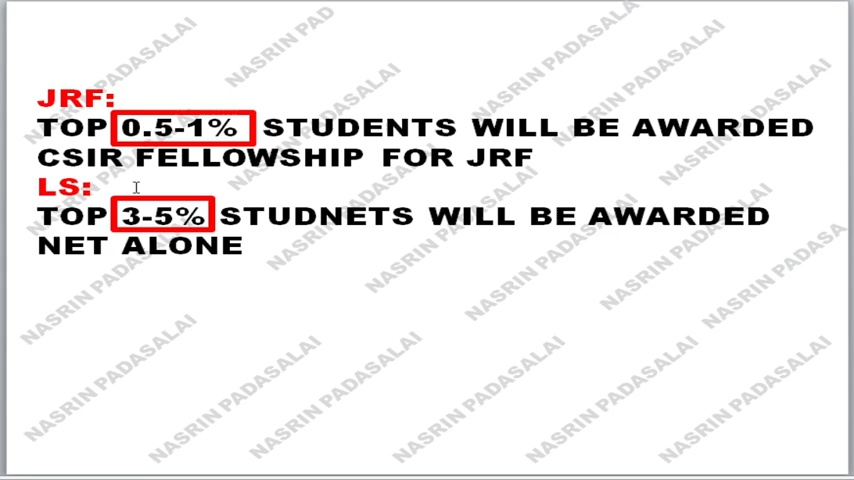 JRF:
TOP 0.5-1% STUDENTS WILL BE AWARDED
CSIR FELLOWSHIP FOR JRF
LS:
TOP 3-5% STUDNETS WILL BE AWARDED
NET ALONE
NASRIN PADASALAI